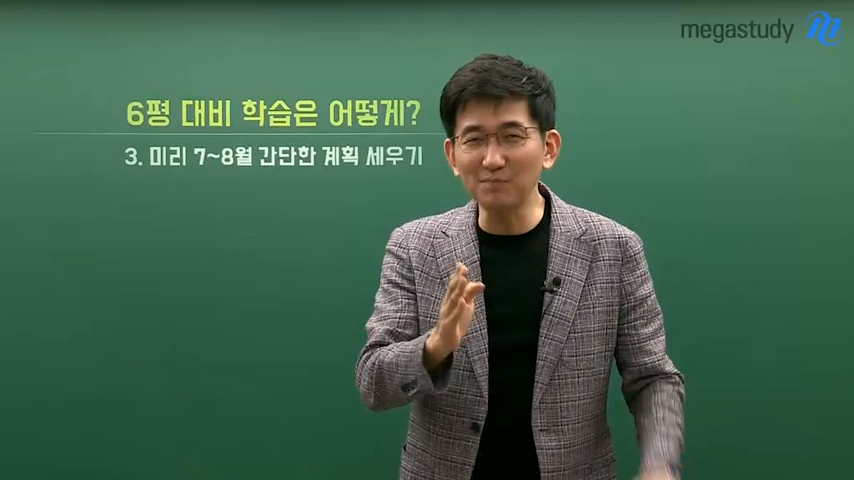 megastudy
6평 대비 학습은 어떻게?
3. 미리 7~8월 간단한 계획 세우기